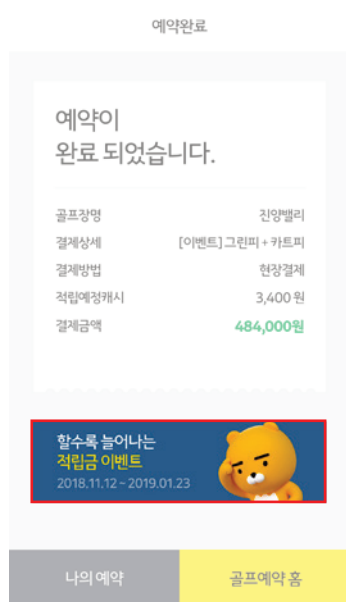 예약완료
예약이
완료 되었습니다.
골프장명 진양밸리
결제상세 [이벤트] 그린피 + 카트피
결제방법 현장결제
적립예정캐시 3,400 원
결제금액 484,000원
할수록 늘어나는
적립금 이벤트
2018.11.12 ~ 2019.01.23
나의 예약 골프예약 홈